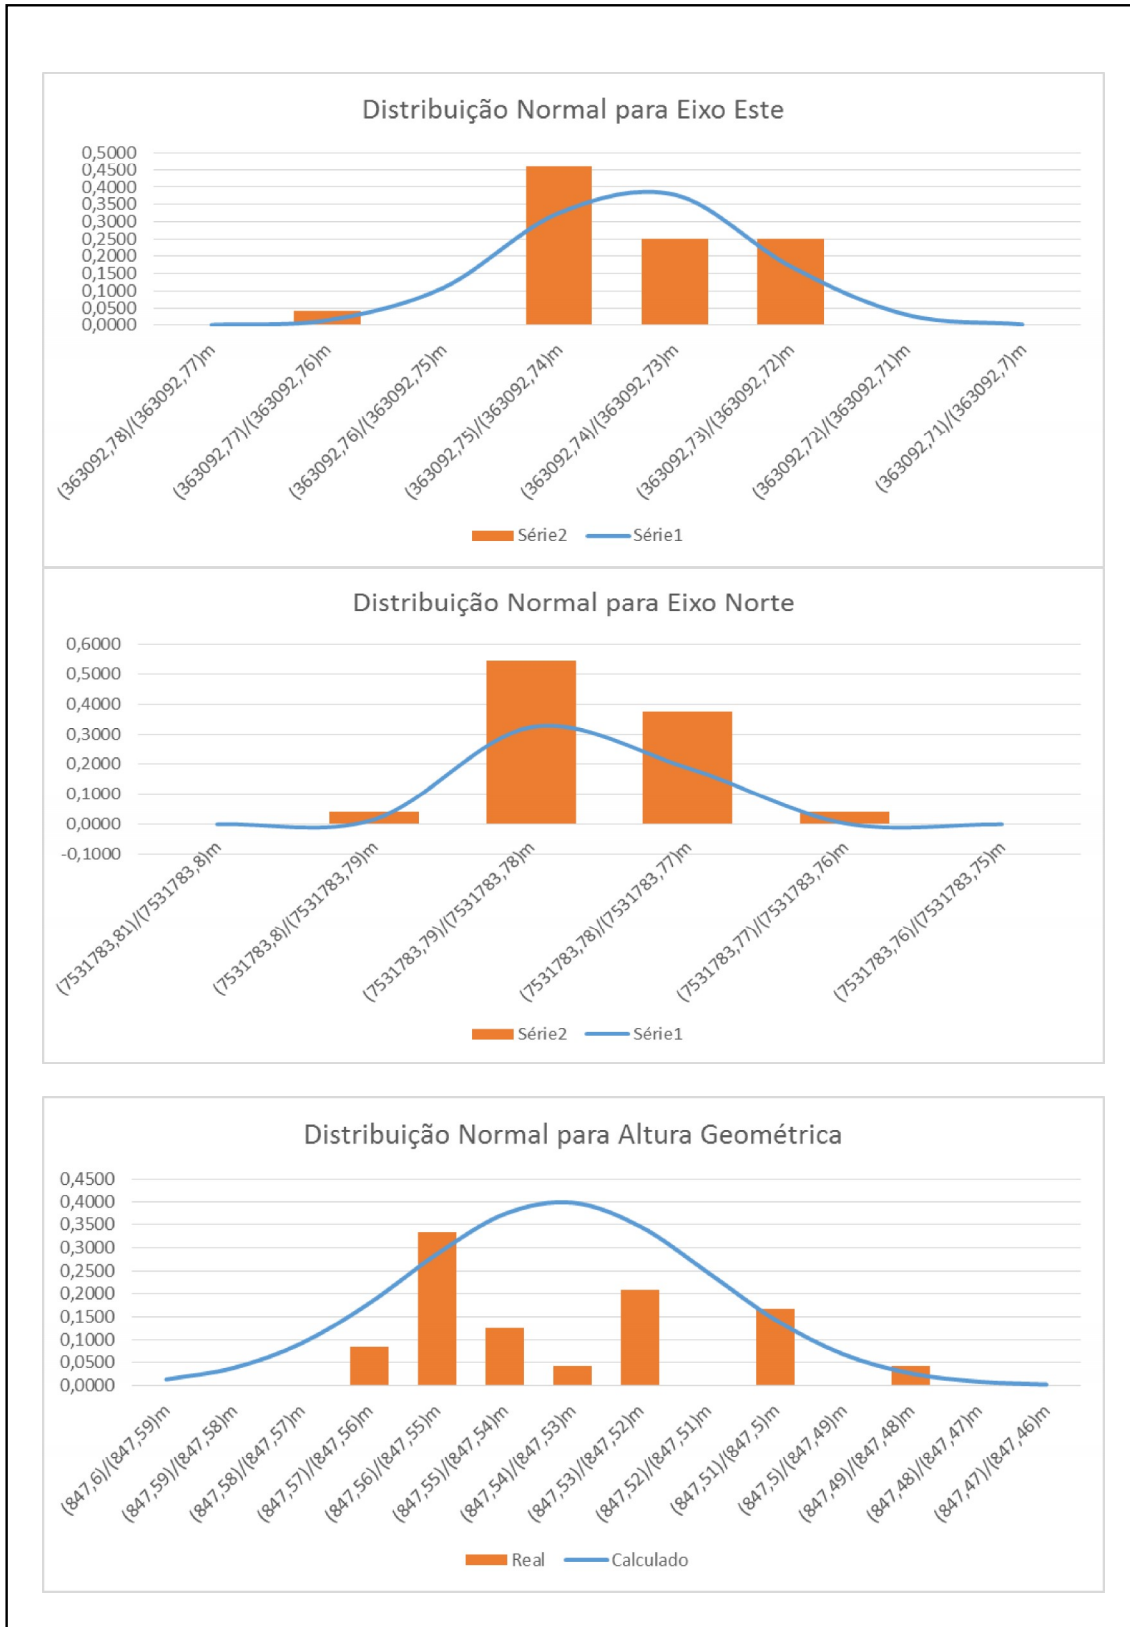 Distribuição Normal para Eixo Este
0,5000
0,4500
0,4000
0,3500
0,3000
0,2500
0,2000
0,1500
0,1000
0,0500
0,0000
(363092,78)/(363092,77)m
(363092,77)/(363092,76)m
(363092,76)/(363092,75)m
(363092,75)/(363092,74)m
(363092,74)/(363092,73)m
(363092,73)/(363092,72)m
(363092,72)/(363092,71)m
(363092,71)/(363092,7)m
Série2 Série1
Distribuição Normal para Eixo Norte
0,6000
0,5000
0,4000
0,3000
0,2000
0,1000
0,0000
-0,1000
(7531783,81)/(7531783,8)m
(7531783,8)/(7531783,79)m
(7531783,79)/(7531783,78)m
(7531783,78)/(7531783,77)m
(7531783,77)/(7531783,76)m
(7531783,76)/(7531783,75)m
Série2 Série1
Distribuição Normal para Altura Geométrica
0,4500
0,4000
0,3500
0,3000
0,2500
0,2000
0,1500
0,1000
0,0500
0,0000
(847,6)/(847,59)m
(847,59)/(847,58)m
(847,58)/(847,57)m
(847,57)/(847,56)m
(847,56)/(847,55)m
(847,55)/(847,54)m
(847,54)/(847,53)m
(847,53)/(847,52)m
(847,52)/(847,51)m
(847,51)/(847,5)m
(847,5)/(847,49)m
(847,49)/(847,48)m
(847,48)/(847,47)m
(847,47)/(847,46)m
Real Calculado